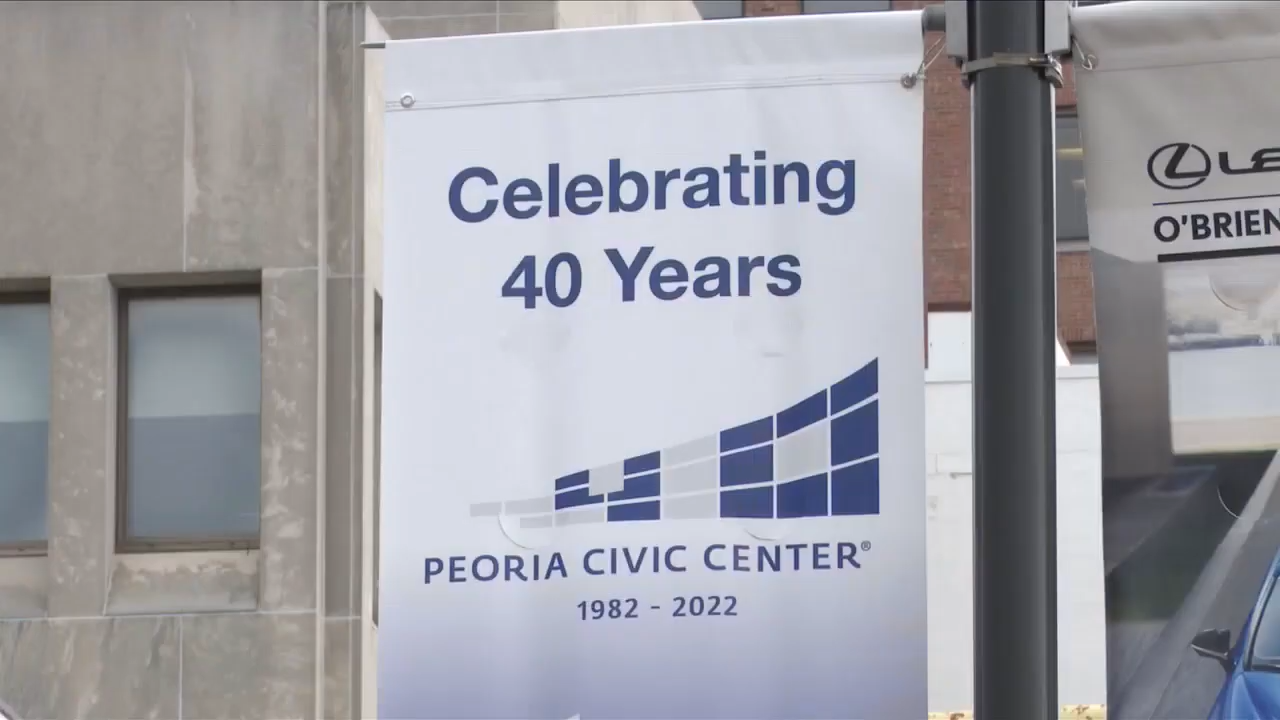 Celebrating
40 Years
PEORIA CIVIC CENTER®
1982 - 2022
O'BRIEN